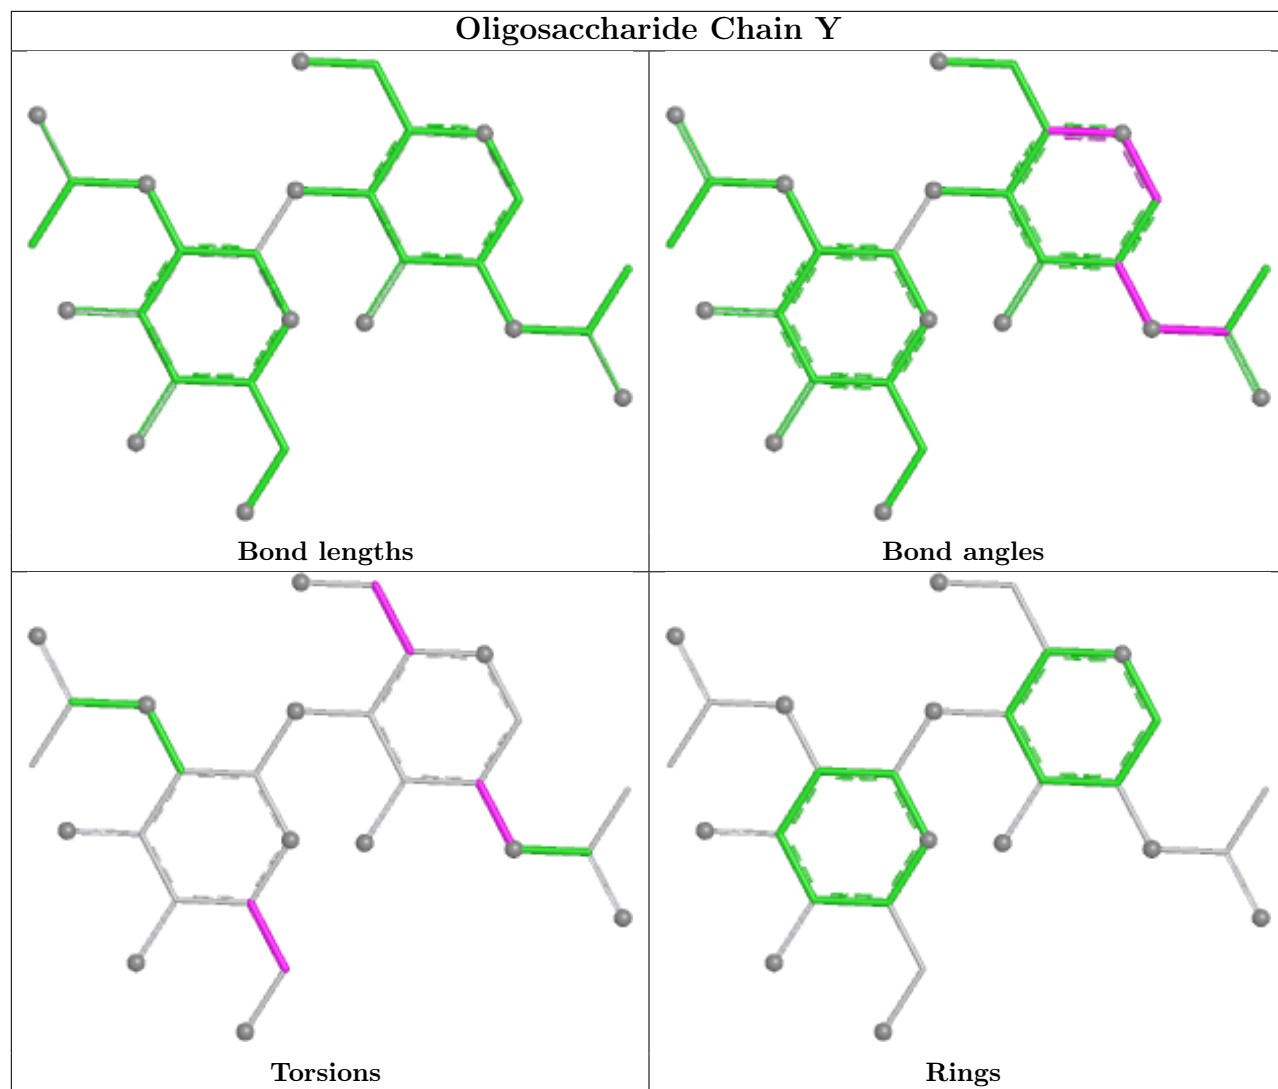 Oligosaccharide Chain Y
Bond lengths
Bond angles
Torsions
Rings